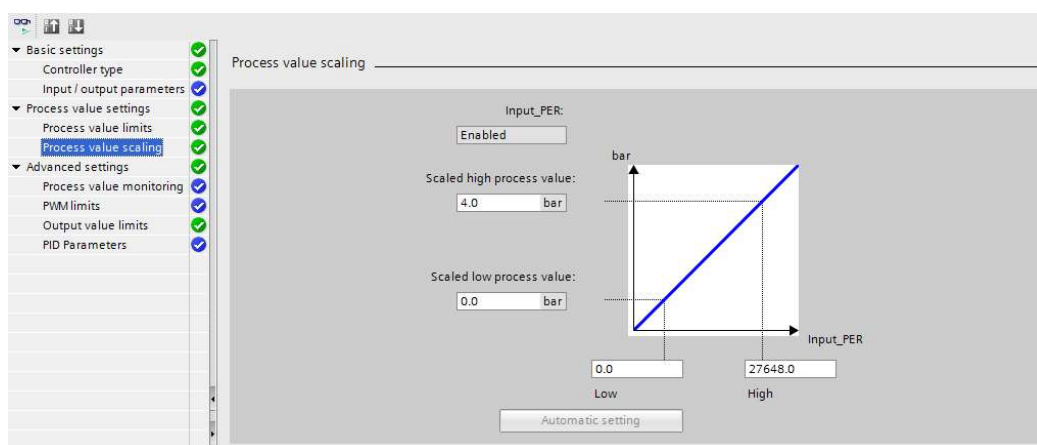 Basic settings
Controller type
Input / output parameters
Process value settings
Process value limits
Process value scaling
Advanced settings
Process value monitoring
PWM limits
Output value limits
PID Parameters
Process value scaling
Input_PER:
Enabled
bar
Scaled high process value:
4.0 bar
Scaled low process value:
0.0 bar
Input_PER
0.0 27648.0
Low High
Automatic setting